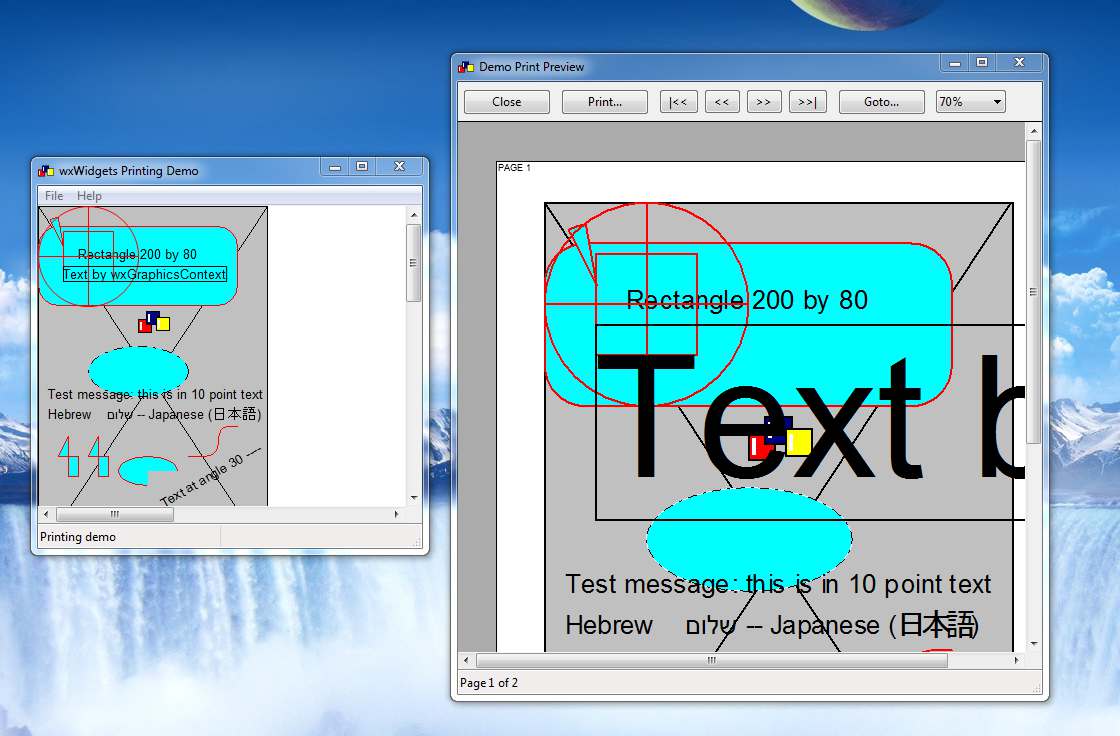 wxWidgets Printing Demo
File Help
Rectangle 200 by 80
Text by wxGraphicsContext
Test message: this is in 10 point text
Hebrew שלום -- Japanese (日本語)
Text at angle 30 ----
Printing demo
Demo Print Preview
Close Print... |<< << >> >>| Goto... 70%
PAGE 1
Rectangle 200 by 80
Text b
Test message: this is in 10 point text
Hebrew שלום -- Japanese (日本語)
Page 1 of 2